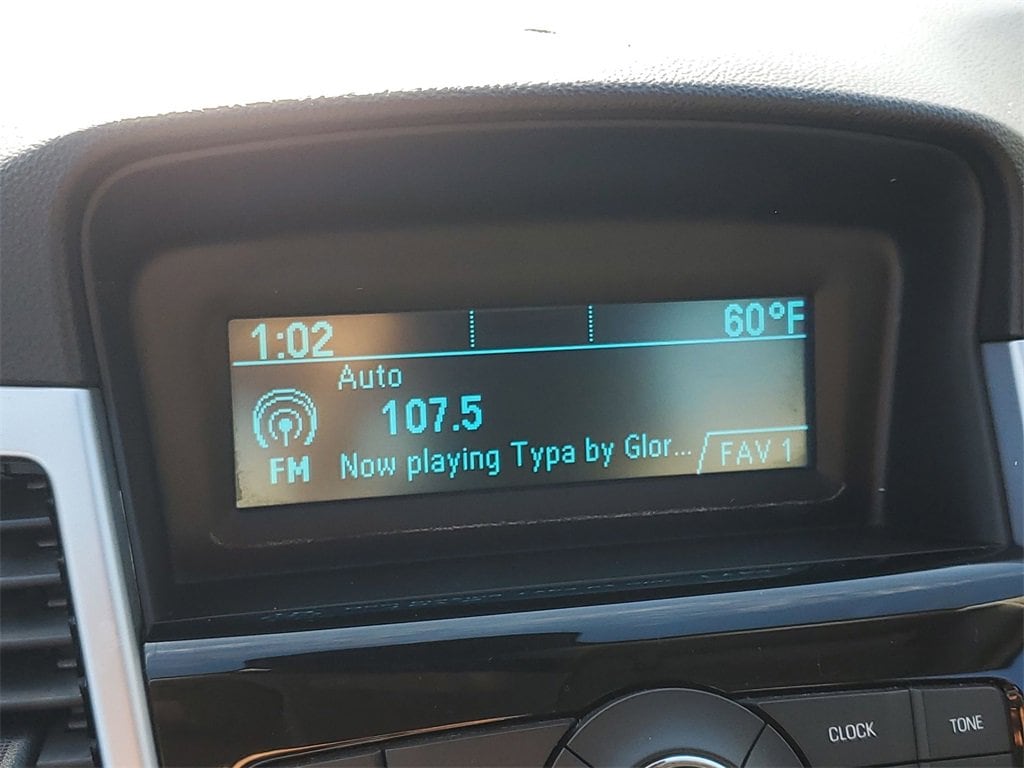 1:02 60°F
Auto
107.5
FM Now playing Typa by Glor... FAV 1
CLOCK TONE